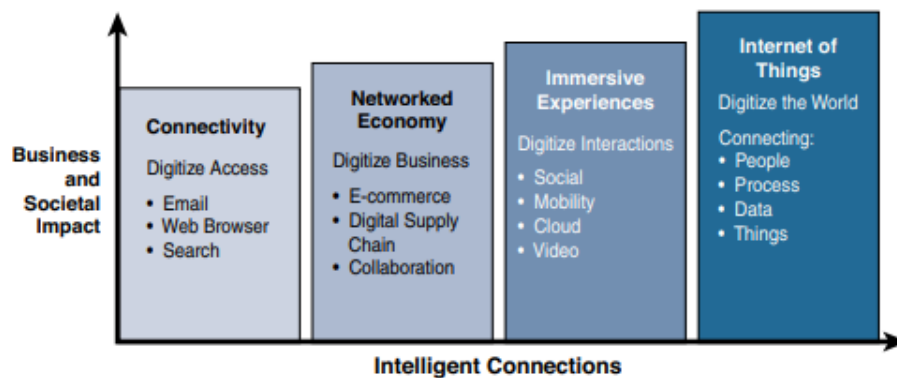 Business
and
Societal
Impact
Connectivity
Digitize Access
• Email
• Web Browser
• Search
Networked
Economy
Digitize Business
• E-commerce
• Digital Supply
Chain
• Collaboration
Immersive
Experiences
Digitize Interactions
• Social
• Mobility
• Cloud
• Video
Internet of
Things
Digitize the World
Connecting:
• People
• Process
• Data
• Things
Intelligent Connections